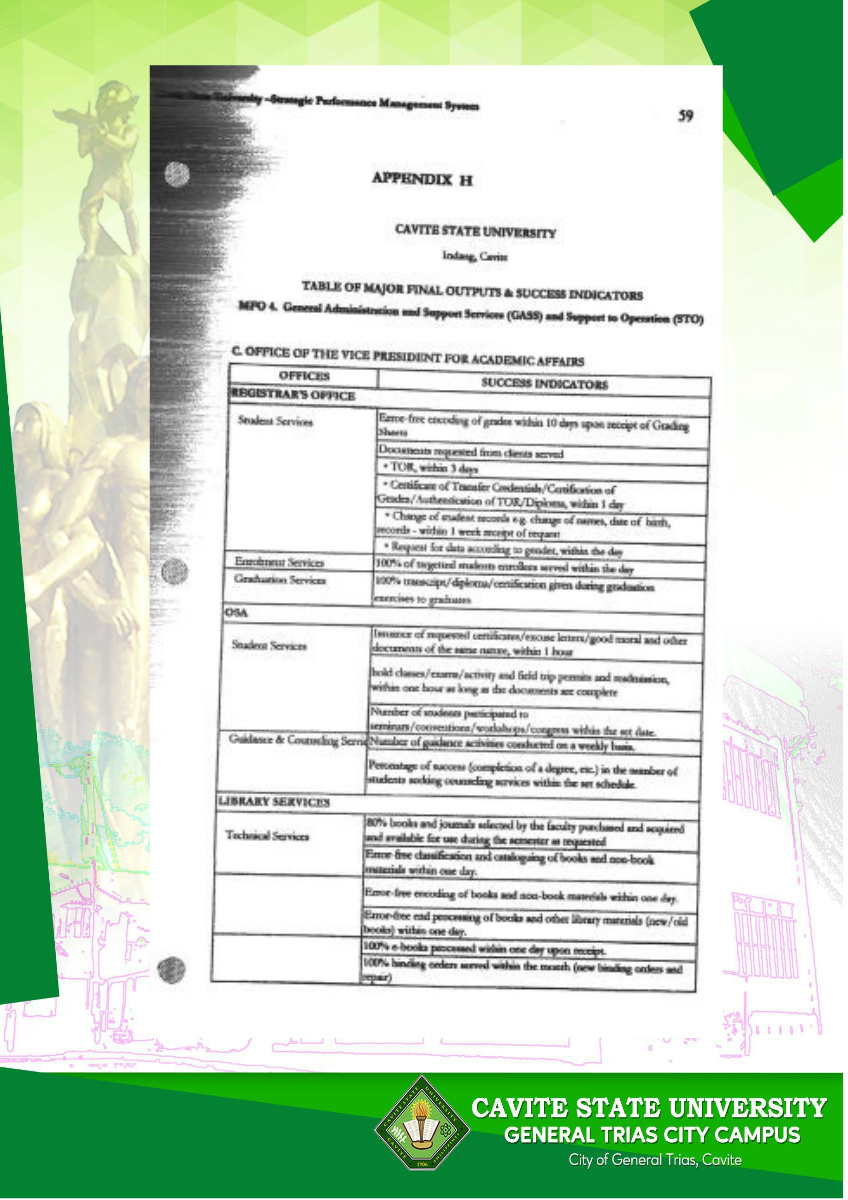 University -Strategic Performance Management System
59
APPENDIX H
CAVITE STATE UNIVERSITY
Indang, Cavite
TABLE OF MAJOR FINAL OUTPUTS & SUCCESS INDICATORS
MFO 4. General Administration and Support Services (GASS) and Support to Operation (STO)
C. OFFICE OF THE VICE PRESIDENT FOR ACADEMIC AFFAIRS
OFFICES SUCCESS INDICATORS
REGISTRAR'S OFFICE
Student Services
Error-free encoding of grades within 10 days upon receipt of Grading
Sheets
Documents requested from clients served
• TOR, within 3 days
• Certificate of Transfer Credentials/Certification of
Grades/Authentication of TOR/Diploma, within 1 day
• Change of student records e.g. change of names, date of birth,
records - within 1 week receipt of request
• Request for data according to gender, within the day
Enrolment Services
100% of targetted students enrollees served within the day
Graduation Services
100% transcript/diploma/certification given during graduation
exercises to graduates
OSA
Student Services
Issuance of requested certificates/excuse letters/good moral and other
documents of the same nature, within 1 hour
hold classes/exams/activity and field trip permits and readmission,
within one hour as long as the documents are complete
Number of students participated to
seminars/conventions/workshops/congress within the set date.
Guidance & Counseling Servi
Number of guidance activities conducted on a weekly basis.
Percentage of success (completion of a degree, etc.) in the number of
students seeking counseling services within the set schedule.
LIBRARY SERVICES
Technical Services
80% books and journals selected by the faculty purchased and acquired
and available for use during the semester as requested
Error-free classification and cataloguing of books and non-book
materials within one day.
Error-free encoding of books and non-book materials within one day.
Error-free end processing of books and other library materials (new/old
books) within one day.
100% e-books processed within one day upon receipt.
100% binding orders served within the month (new binding orders and
repair)
CAVITE STATE UNIVERSITY
GENERAL TRIAS CITY CAMPUS
City of General Trias, Cavite
1906